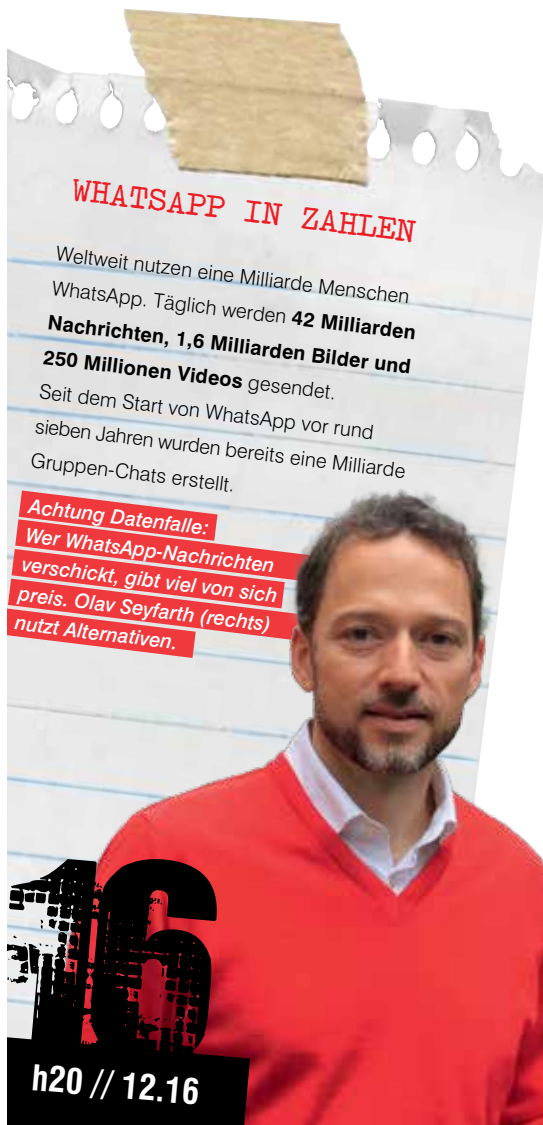 WHATSAPP IN ZAHLEN
Weltweit nutzen eine Milliarde Menschen
WhatsApp. Täglich werden 42 Milliarden
Nachrichten, 1,6 Milliarden Bilder und
250 Millionen Videos gesendet.
Seit dem Start von WhatsApp vor rund
sieben Jahren wurden bereits eine Milliarde
Gruppen-Chats erstellt.
Achtung Datenfalle:
Wer WhatsApp-Nachrichten
verschickt, gibt viel von sich
preis. Olav Seyfarth (rechts)
nutzt Alternativen.
16
h20 // 12.16